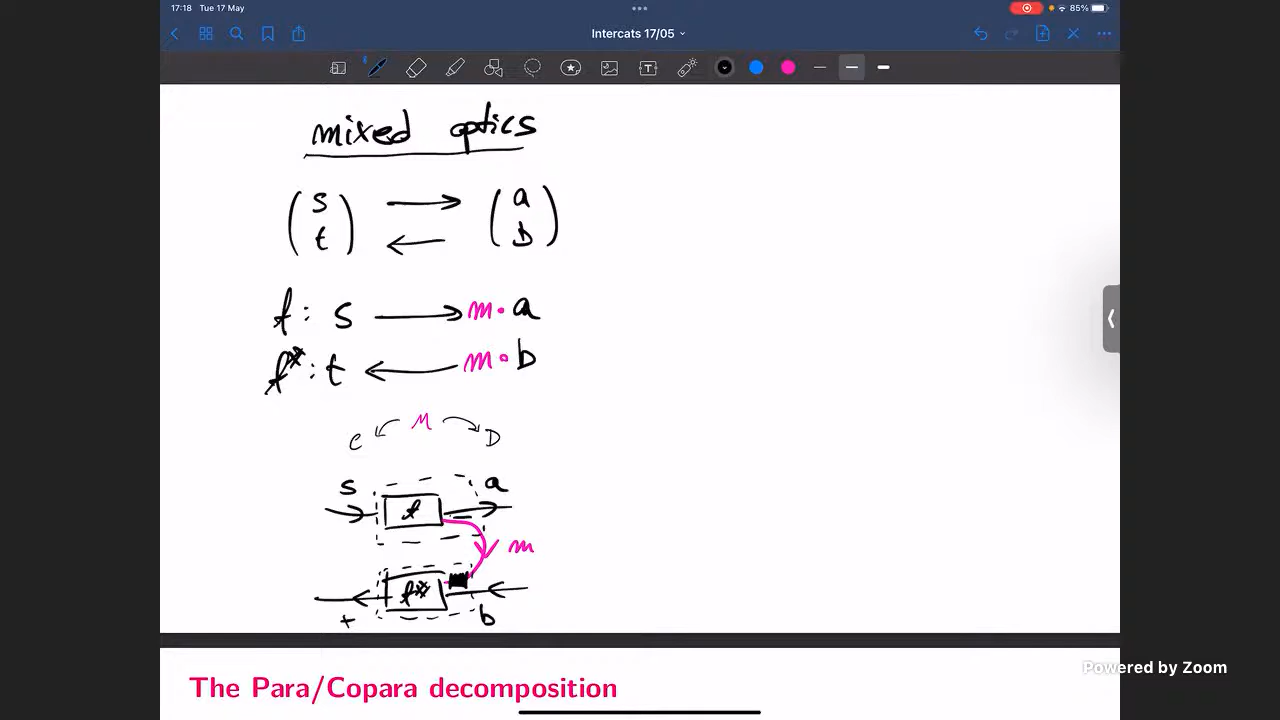 17:18 Tue 17 May
85%
Intercats 17/05
mixed optics
( s → ( a
t ) ← b )
f : s → m • a
f* : t ← m • b
C ← M → D
s a
f
m
f*
t b
The Para/Copara decomposition
Powered by Zoom